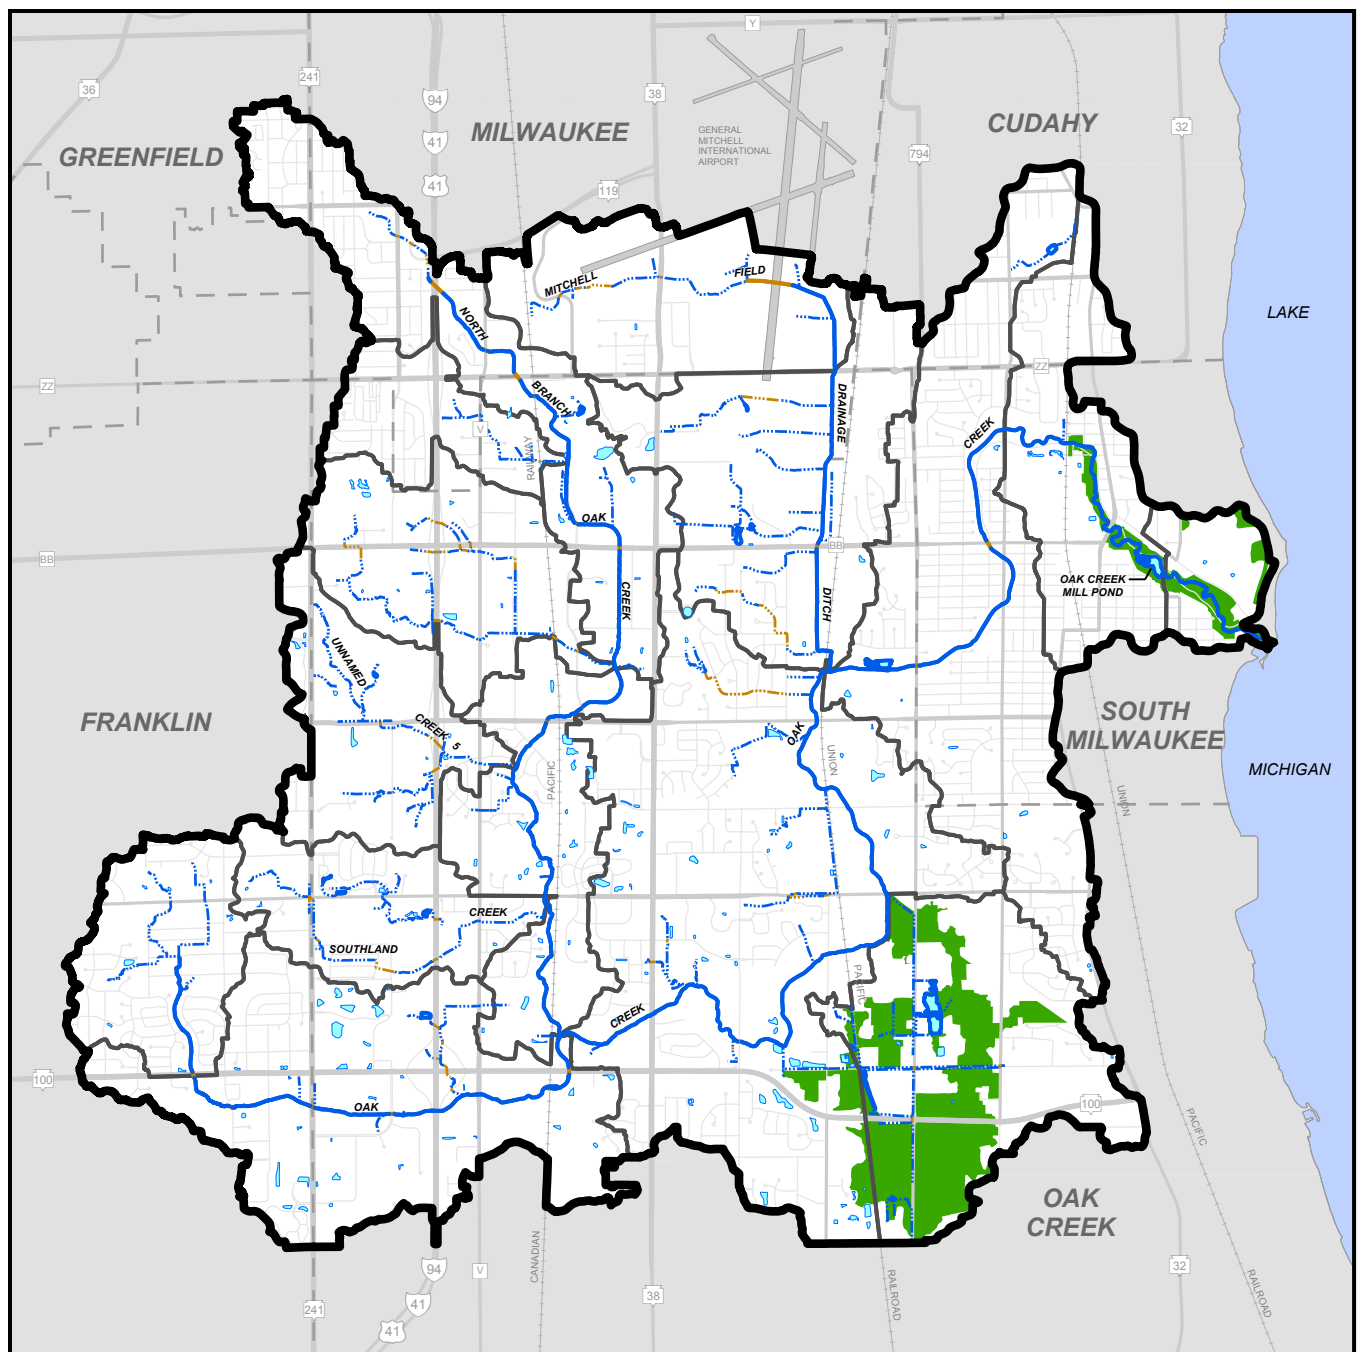 Y
36
241
94
38
MILWAUKEE
CUDAHY
32
GENERAL
MITCHELL
INTERNATIONAL
AIRPORT
41
794
GREENFIELD
41
119
MITCHELL
FIELD
NORTH
LAKE
ZZ
ZZ
BRANCH
DRAINAGE
V
CREEK
RAILWAY
OAK
BB
BB
OAK CREEK
MILL POND
CREEK
DITCH
UNNAMED
FRANKLIN
SOUTH
MILWAUKEE
CREEK 5
OAK
UNION
PACIFIC
MICHIGAN
UNION
CREEK
SOUTHLAND
PACIFIC
CREEK
100
OAK
100
PACIFIC
OAK
CREEK
CANADIAN
94
V
32
RAILROAD
RAILROAD
38
41
241
41